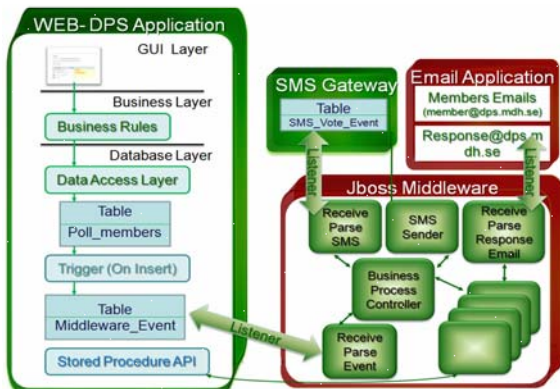 WEB- DPS Application
GUI Layer
Business Layer
Business Rules
Database Layer
Data Access Layer
Table
Poll_members
Trigger (On Insert)
Table
Middleware_Event
Stored Procedure API
SMS Gateway
Table
SMS_Vote_Event
Email Application
Members Emails
(member@dps.mdh.se)
Response@dps.m
dh.se
Listener
Listener
Listener
Jboss Middleware
Receive
Parse
SMS
SMS
Sender
Receive
Parse
Response
Email
Business
Process
Controller
Receive
Parse
Event